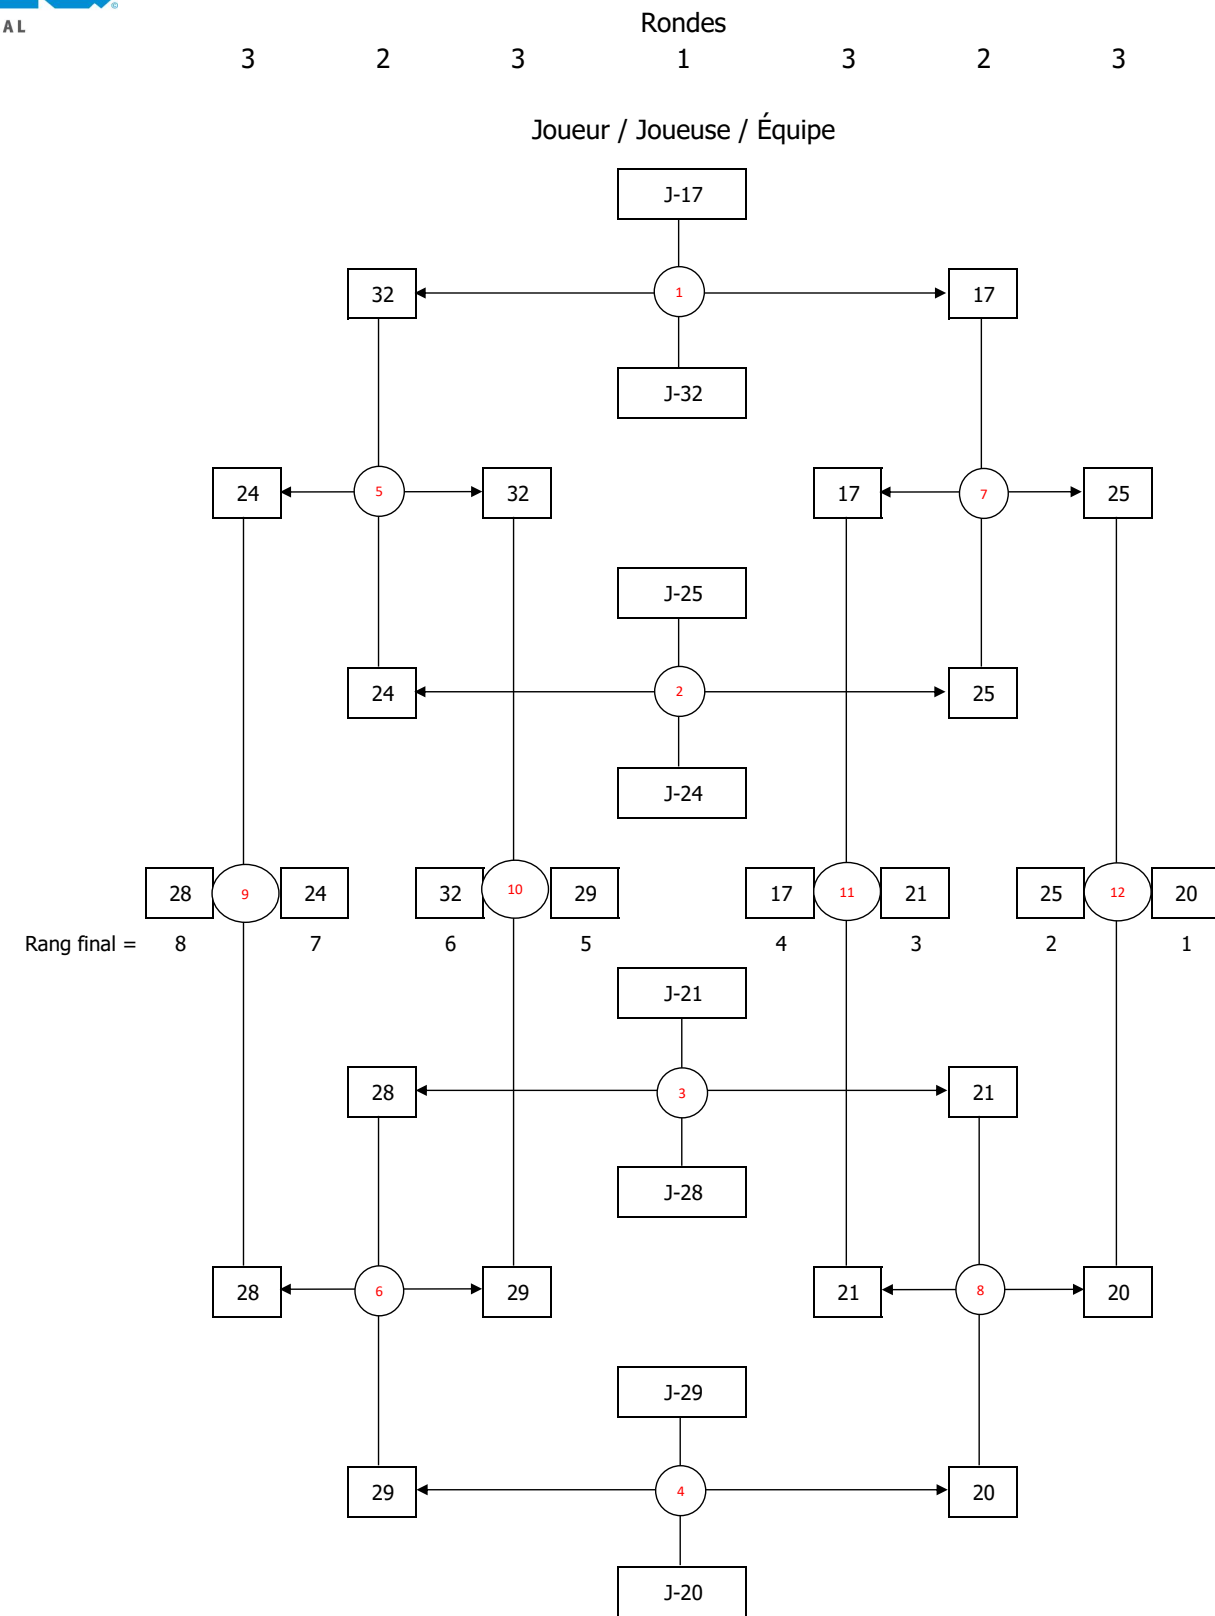 AL
©
Rondes
3 2 3 1 3 2 3
Joueur / Joueuse / Équipe
J-17
32 1 17
J-32
24 5 32 17 7 25
J-25
24 2 25
J-24
28 9 24 32 10 29 17 11 21 25 12 20
Rang final = 8 7 6 5 4 3 2 1
J-21
28 3 21
J-28
28 6 29 21 8 20
J-29
29 4 20
J-20